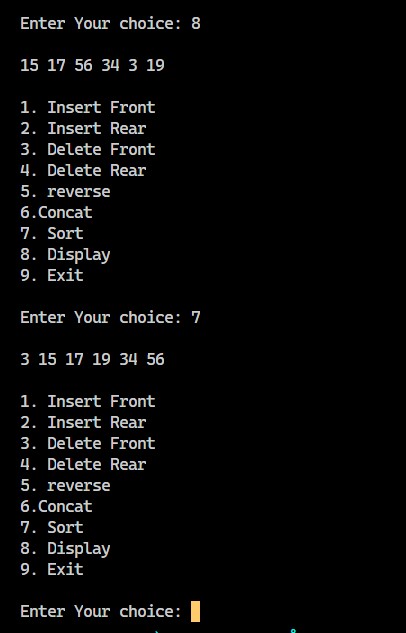 Enter Your choice: 8
15 17 56 34 3 19
1. Insert Front
2. Insert Rear
3. Delete Front
4. Delete Rear
5. reverse
6.Concat
7. Sort
8. Display
9. Exit
Enter Your choice: 7
3 15 17 19 34 56
1. Insert Front
2. Insert Rear
3. Delete Front
4. Delete Rear
5. reverse
6.Concat
7. Sort
8. Display
9. Exit
Enter Your choice: